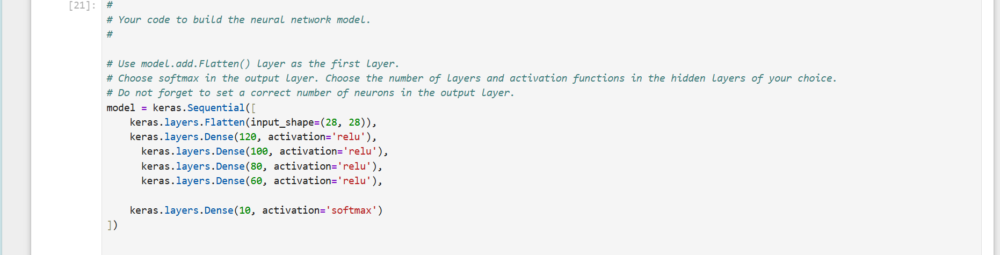 [21]: #
# Your code to build the neural network model.
#
# Use model.add.Flatten() layer as the first layer.
# Choose softmax in the output layer. Choose the number of layers and activation functions in the hidden layers of your choice.
# Do not forget to set a correct number of neurons in the output layer.
model = keras.Sequential([
    keras.layers.Flatten(input_shape=(28, 28)),
    keras.layers.Dense(120, activation='relu'),
      keras.layers.Dense(100, activation='relu'),
      keras.layers.Dense(80, activation='relu'),
      keras.layers.Dense(60, activation='relu'),
    keras.layers.Dense(10, activation='softmax')
])